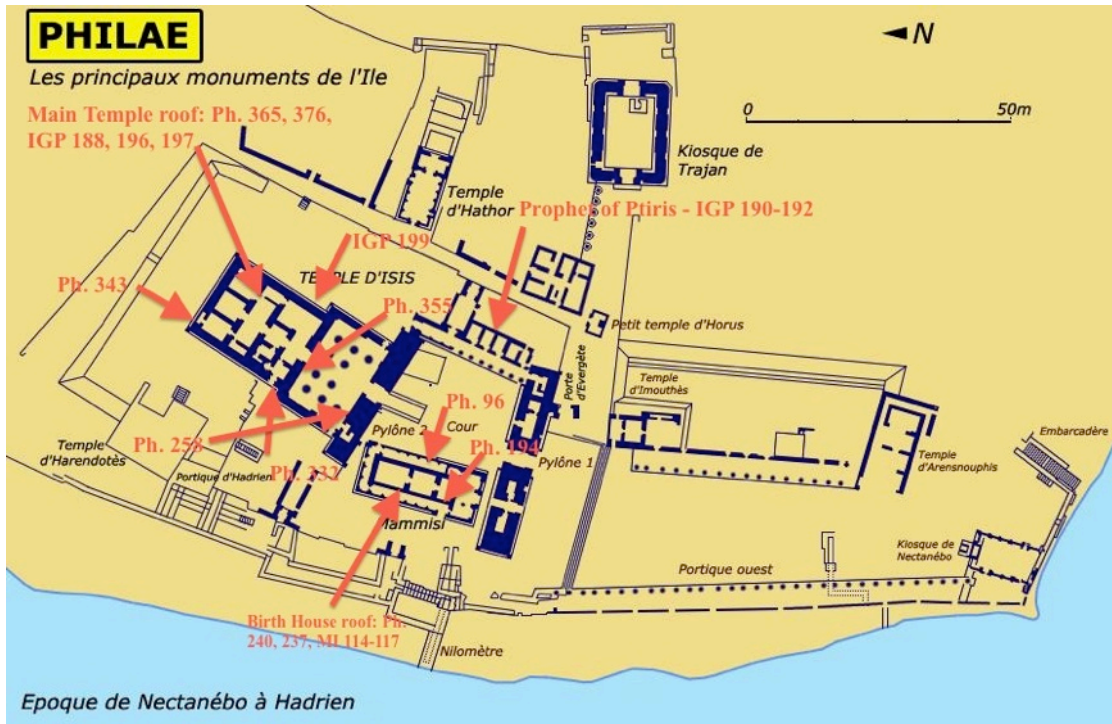 PHILAE
Les principaux monuments de l'Ile
Main Temple roof: Ph. 365, 376,
IGP 188, 196, 197
N
0
50m
Kiosque de
Trajan
Temple
d'Hathor
Prophet of Ptiris - IGP 190-192
IGP 199
TEMPLE D'ISIS
Ph. 343
Ph. 355
Petit temple d'Horus
Porte
d'Evergète
Temple
d'Imouthès
Ph. 96
Cour
Pylône 2
Ph. 258
Ph. 194
Pylône 1
Temple
d'Harendotès
Portique d'Hadrien
Ph. 332
Mammisi
Embarcadère
Temple
d'Arensnouphis
Kiosque de
Nectanébo
Portique ouest
Birth House roof: Ph.
240, 237, MI 114-117
Nilomètre
Epoque de Nectanébo à Hadrien